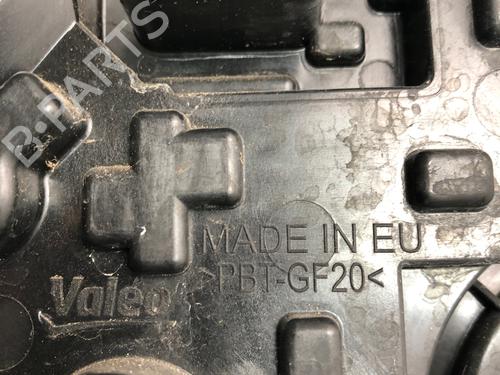 B-PARTS
MADE IN EU
>PBT-GF20<
Valeo